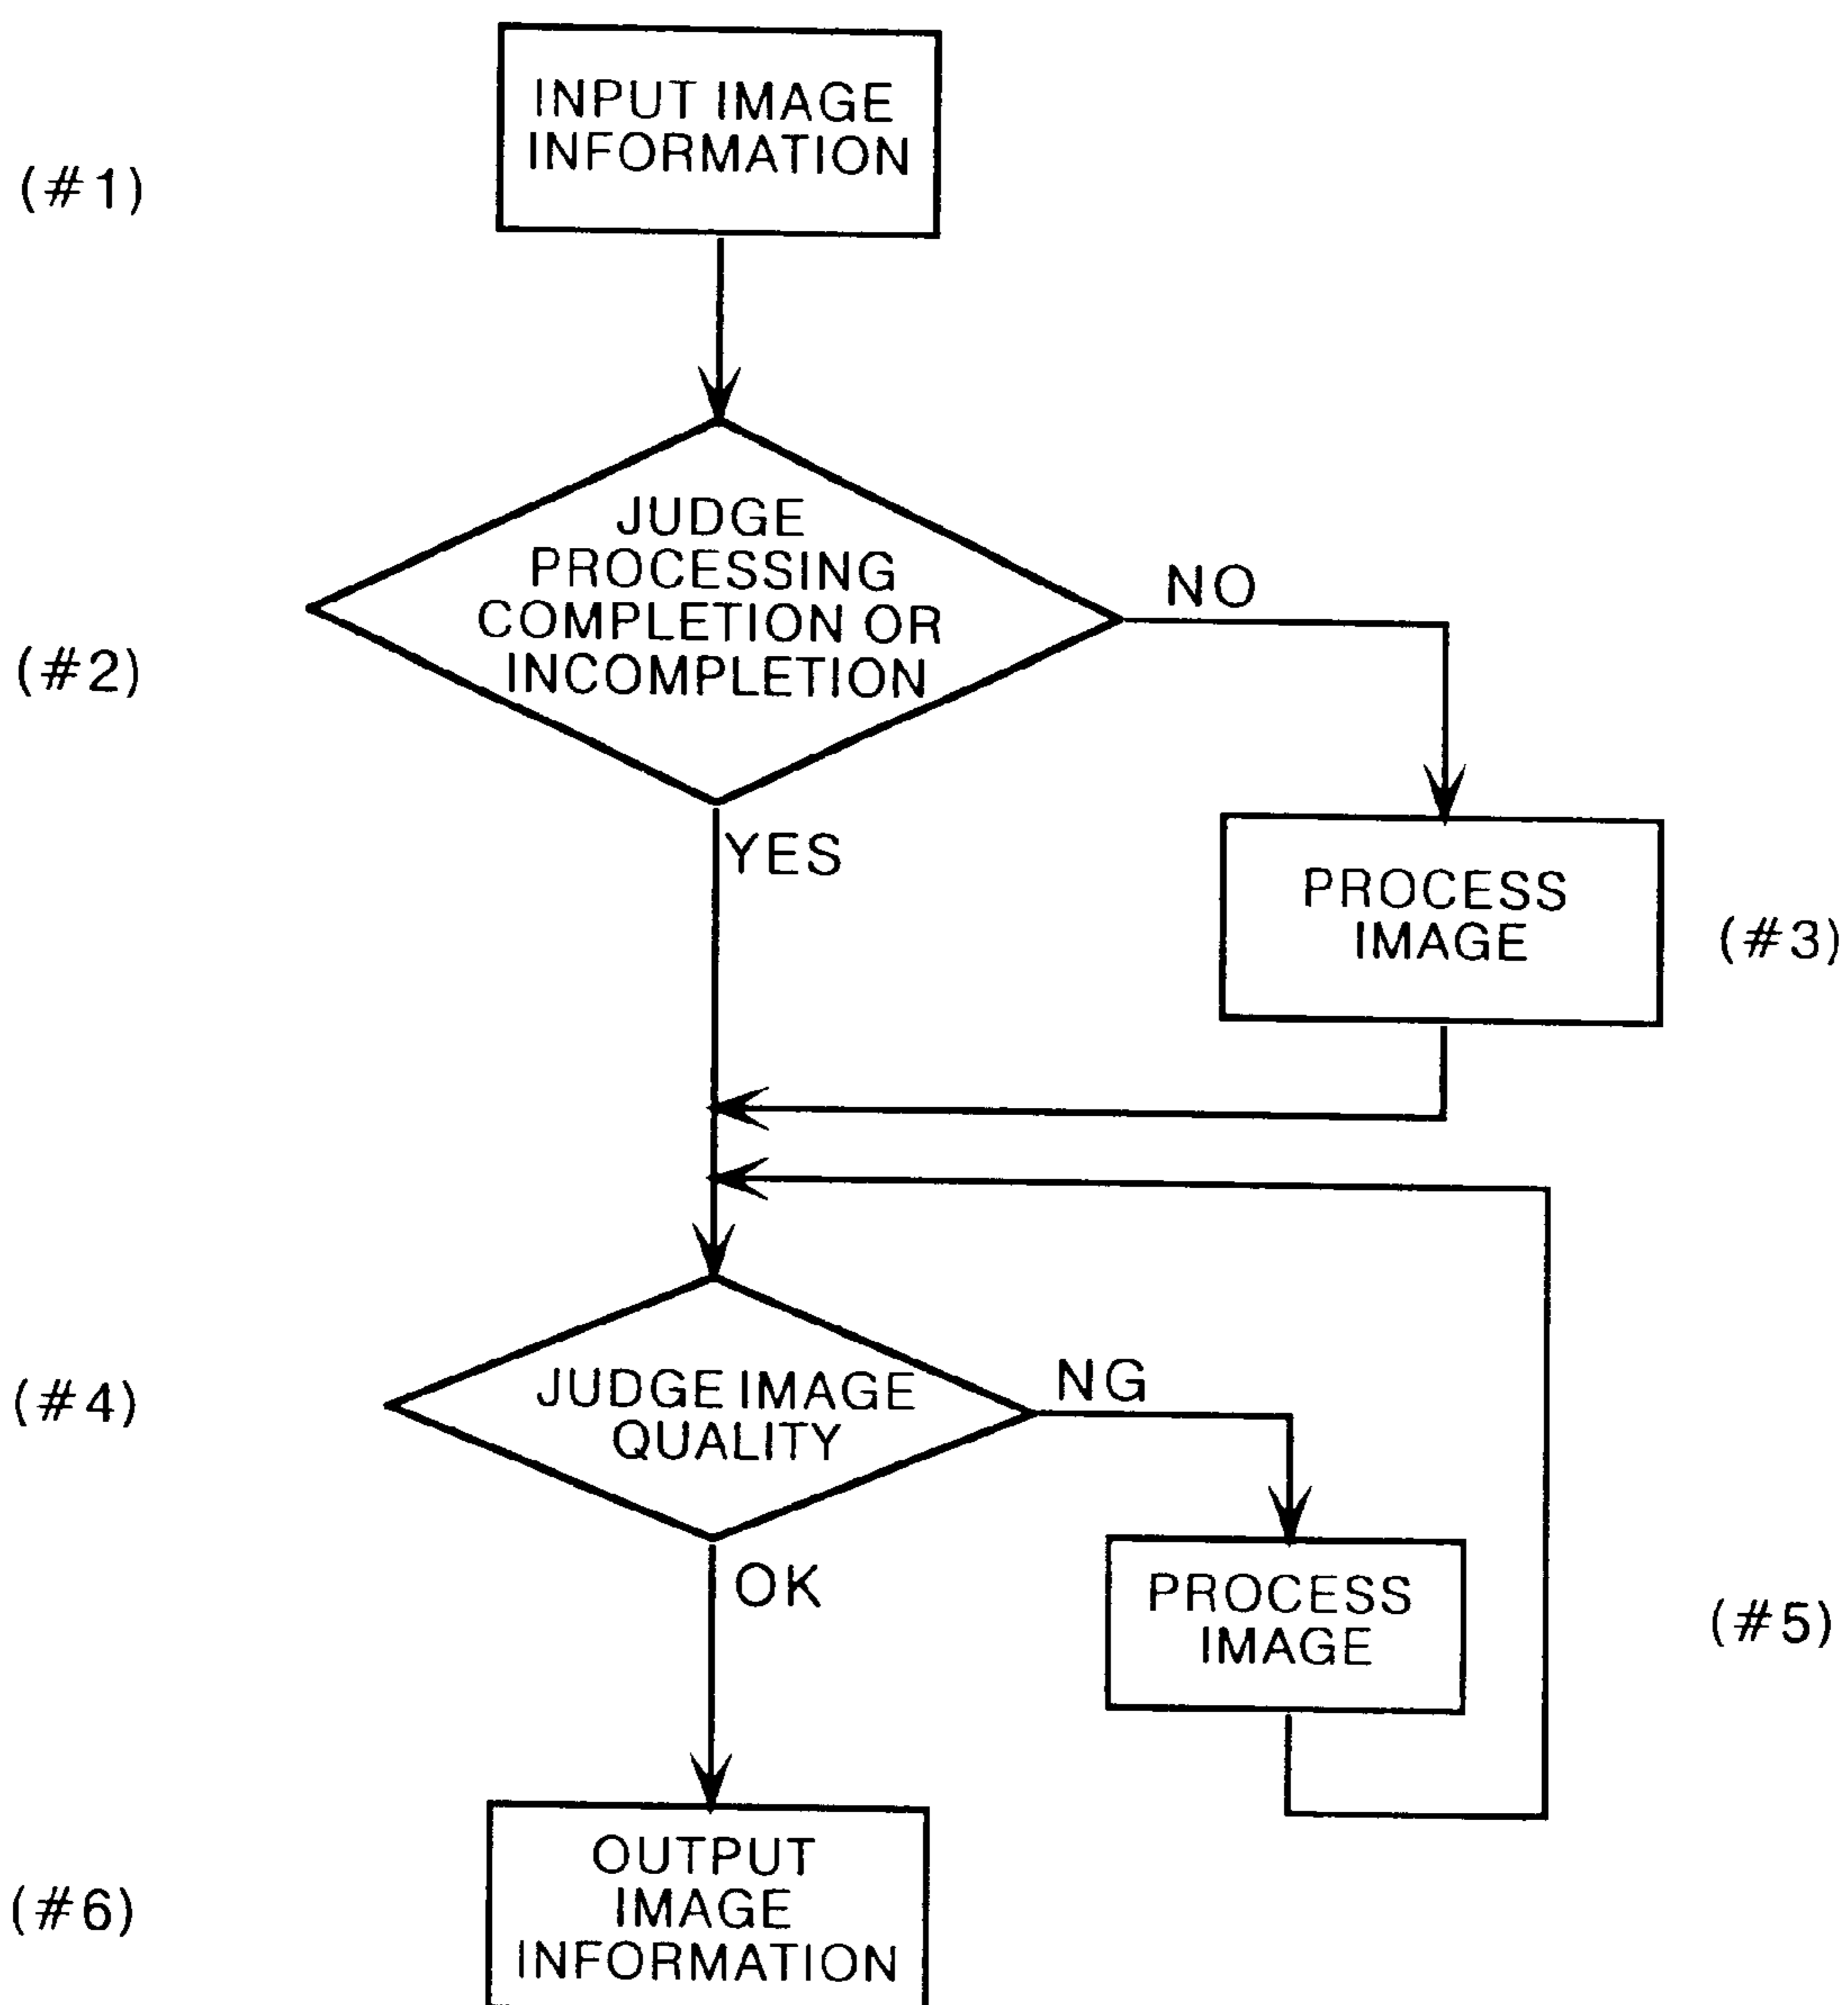 INPUT IMAGE
INFORMATION
(#1)
JUDGE
PROCESSING
COMPLETION OR
INCOMPLETION
NO
(#2)
YES
PROCESS
IMAGE
(#3)
JUDGE IMAGE
QUALITY
NG
(#4)
OK
PROCESS
IMAGE
(#5)
OUTPUT
IMAGE
INFORMATION
(#6)